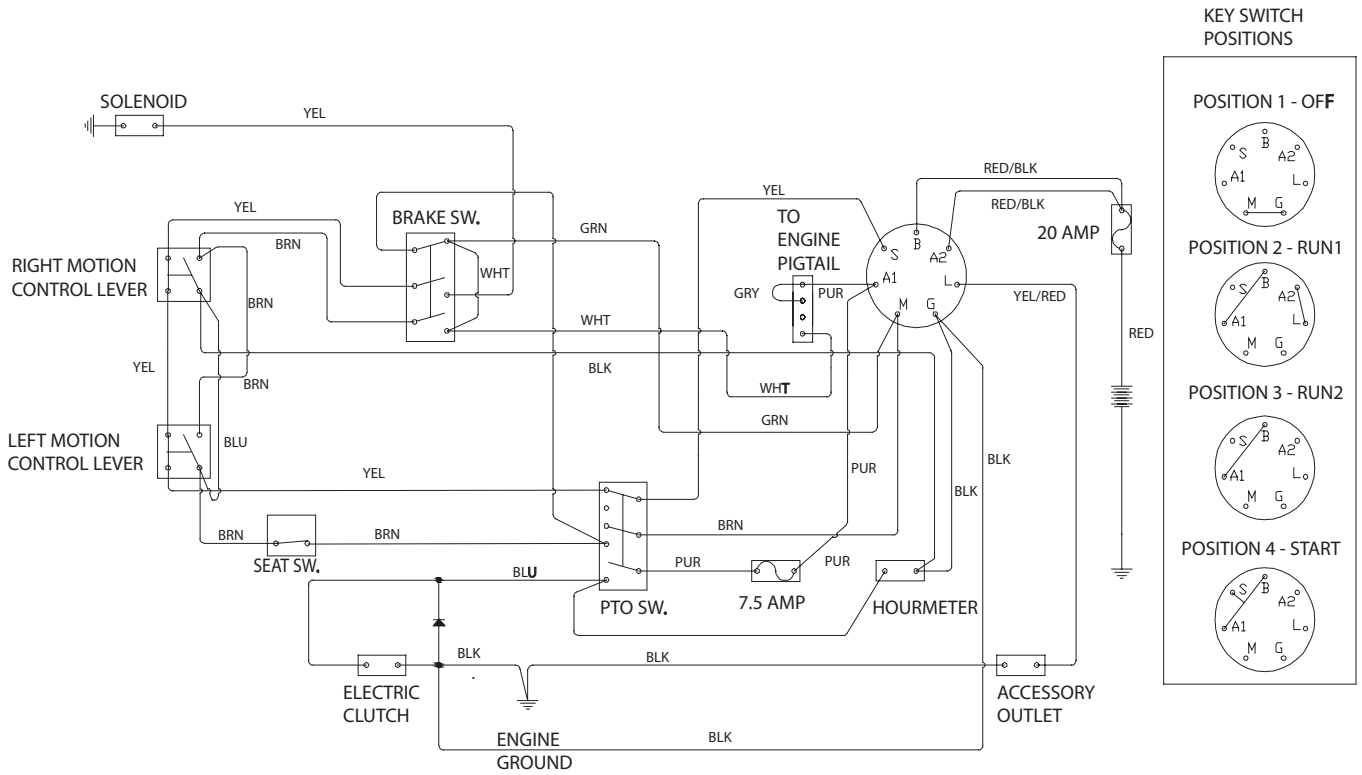 KEY SWITCH
POSITIONS
SOLENOID
YEL
POSITION 1 - OFF
S
B
A2
A1
L
M
G
RED/BLK
YEL
RED/BLK
YEL
BRAKE SW.
BRN
GRN
TO
ENGINE
PIGTAIL
20 AMP
S
B
A2
A1
L
M
G
POSITION 2 - RUN1
S
B
A2
A1
L
M
G
RIGHT MOTION
CONTROL LEVER
WHT
GRY
PUR
YEL/RED
BRN
WHT
RED
YEL
BLK
BRN
WHT
POSITION 3 - RUN2
S
B
A2
A1
L
M
G
GRN
LEFT MOTION
CONTROL LEVER
BLU
YEL
PUR
BLK
BLK
BRN
BRN
BRN
SEAT SW.
POSITION 4 - START
S
B
A2
A1
L
M
G
BLU
PUR
PUR
PTO SW.
7.5 AMP
HOURMETER
BLK
BLK
ELECTRIC
CLUTCH
ACCESSORY
OUTLET
ENGINE
GROUND
BLK